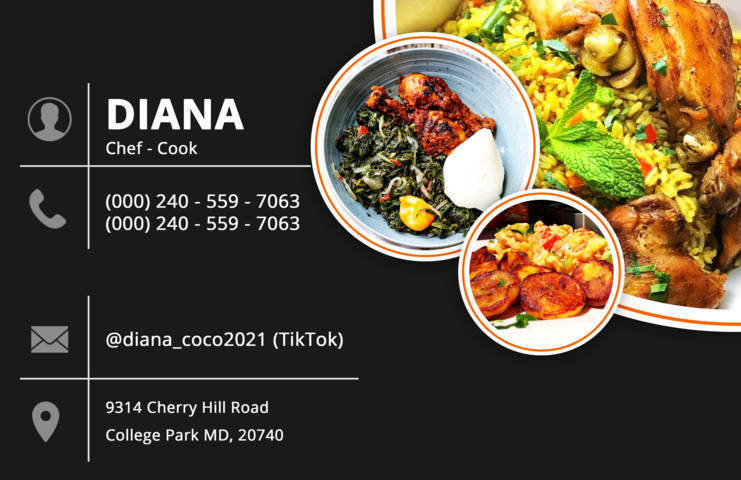 DIANA
Chef - Cook
(000) 240 - 559 - 7063
(000) 240 - 559 - 7063
@diana_coco2021 (TikTok)
9314 Cherry Hill Road
College Park MD, 20740